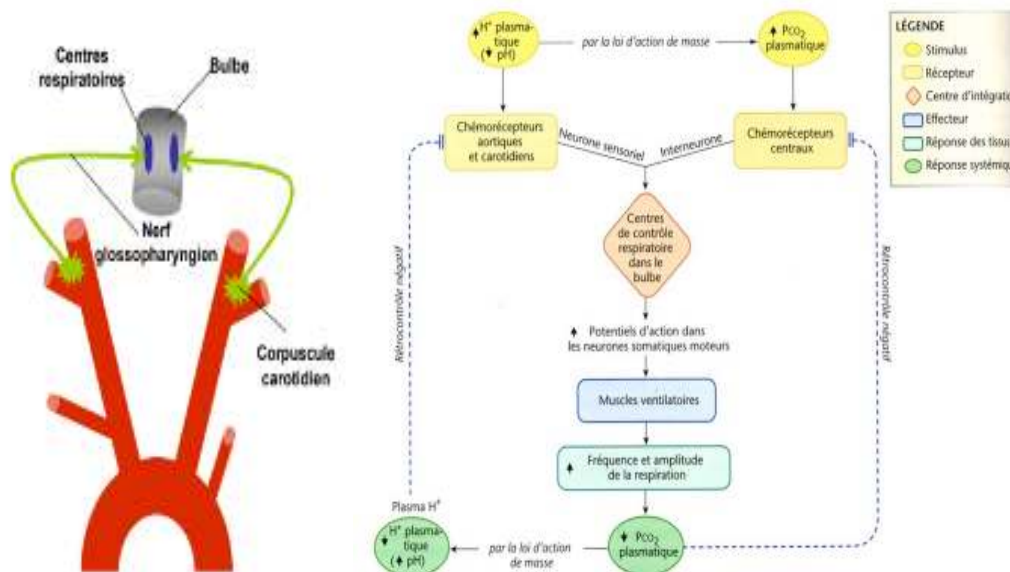 Centres
respiratoires
Bulbe
Nerf
glossopharyngien
Corpuscule
carotidien
↑ H⁺ plasma-
tique
(↓ pH)
par la loi d'action de masse
↑ PCO₂
plasmatique
Chémorécepteurs
aortiques
et carotidiens
Neurone sensoriel
Interneurone
Chémorécepteurs
centraux
Centres
de contrôle
respiratoire
dans le
bulbe
↑ Potentiels d'action dans
les neurones somatiques moteurs
Muscles ventilatoires
↑ Fréquence et amplitude
de la respiration
Plasma H⁺
↓ H⁺ plasma-
tique
(↑ pH)
par la loi d'action
de masse
↓ PCO₂
plasmatique
Rétrocontrôle négatif
Rétrocontrôle négatif
LÉGENDE
Stimulus
Récepteur
Centre d'intégratio
Effecteur
Réponse des tissus
Réponse systémiqu